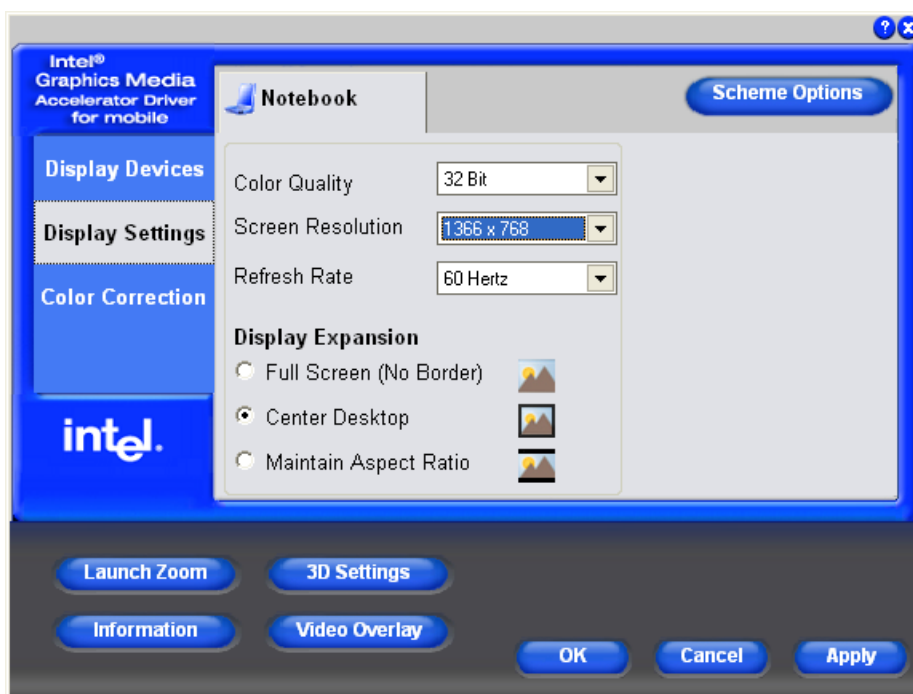 Intel®
Graphics Media
Accelerator Driver
for mobile
Notebook
Scheme Options
Display Devices
Display Settings
Color Correction
Color Quality
32 Bit
Screen Resolution
1366 x 768
Refresh Rate
60 Hertz
Display Expansion
Full Screen (No Border)
Center Desktop
Maintain Aspect Ratio
intel.
Launch Zoom
3D Settings
Information
Video Overlay
OK
Cancel
Apply